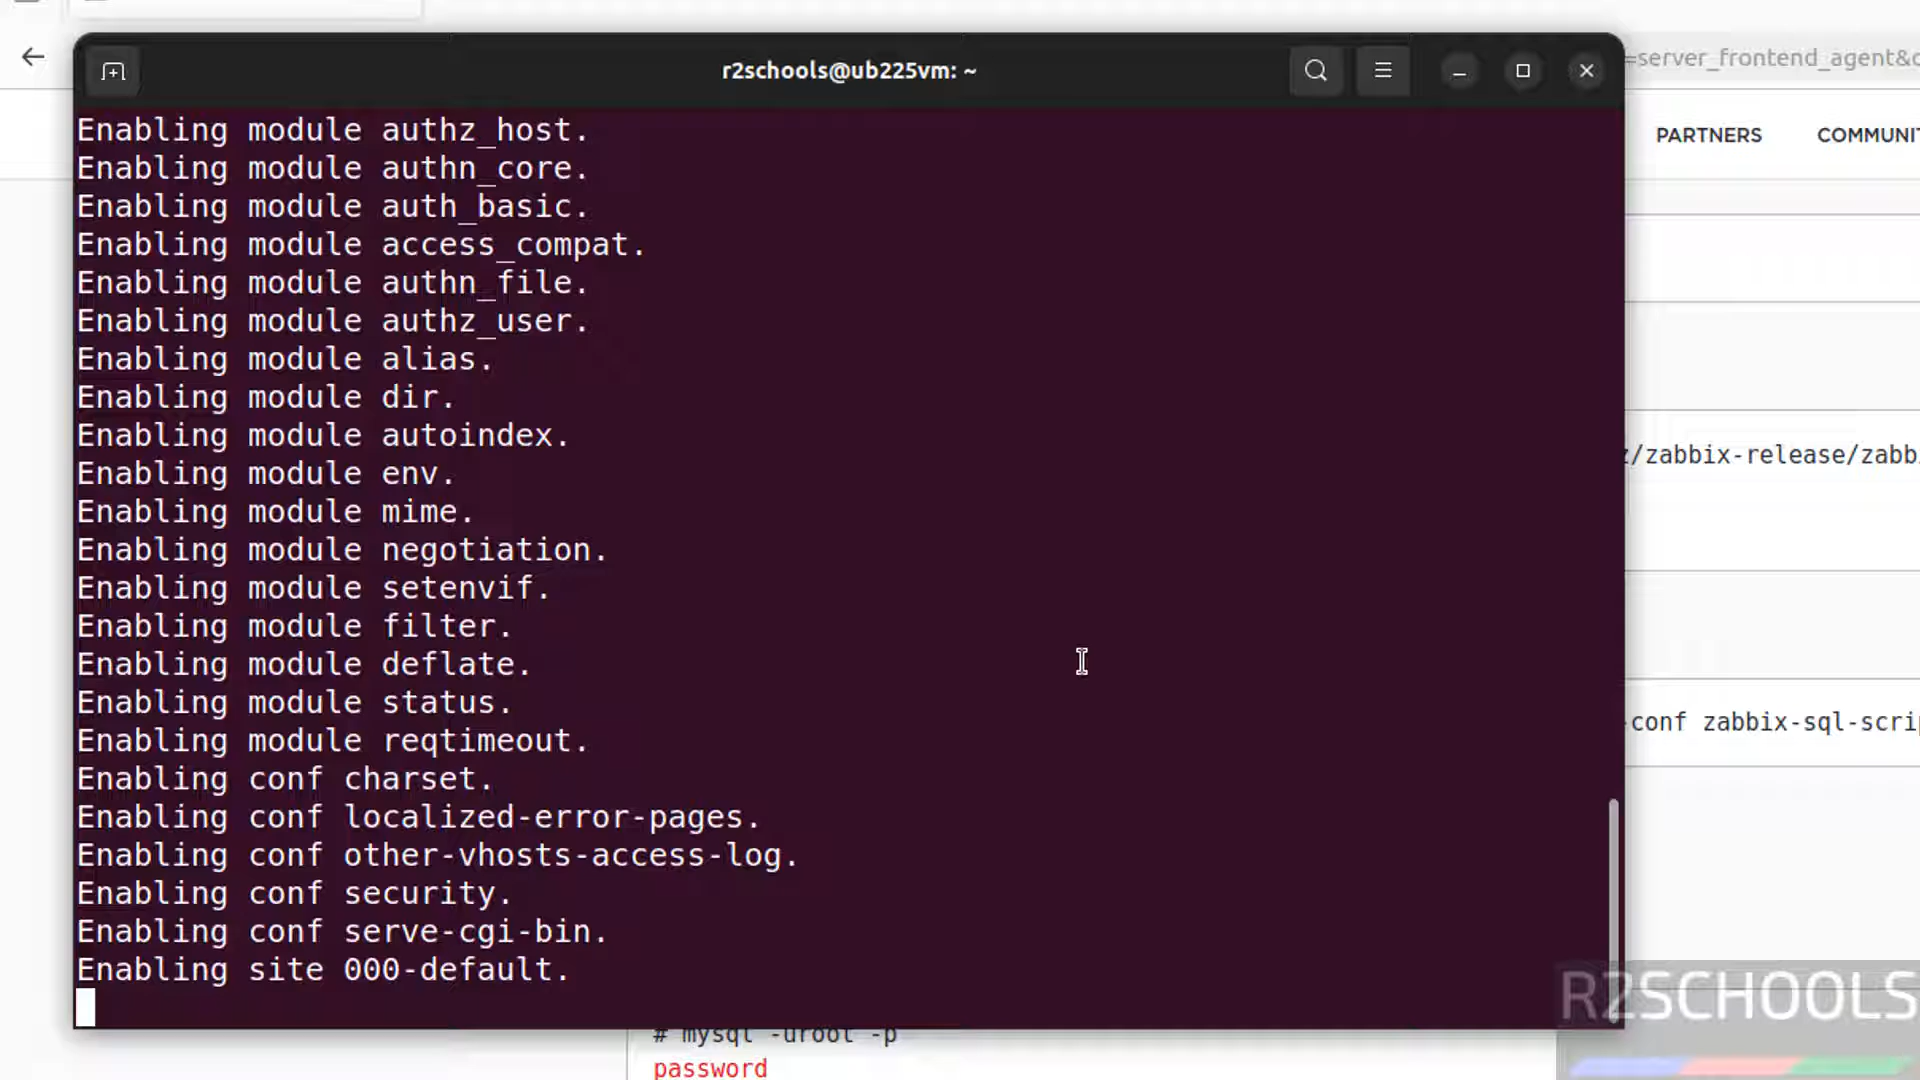 r2schools@ub225vm: ~
=server_frontend_agent&
PARTNERS
COMMUNI
Enabling module authz_host.
Enabling module authn_core.
Enabling module auth_basic.
Enabling module access_compat.
Enabling module authn_file.
Enabling module authz_user.
Enabling module alias.
Enabling module dir.
Enabling module autoindex.
/zabbix-release/zabb
Enabling module env.
Enabling module mime.
Enabling module negotiation.
Enabling module setenvif.
Enabling module filter.
Enabling module deflate.
Enabling module status.
conf zabbix-sql-scri
Enabling module reqtimeout.
Enabling conf charset.
Enabling conf localized-error-pages.
Enabling conf other-vhosts-access-log.
Enabling conf security.
Enabling conf serve-cgi-bin.
Enabling site 000-default.
R2SCHOOLS
# mysql -uroot -p
password